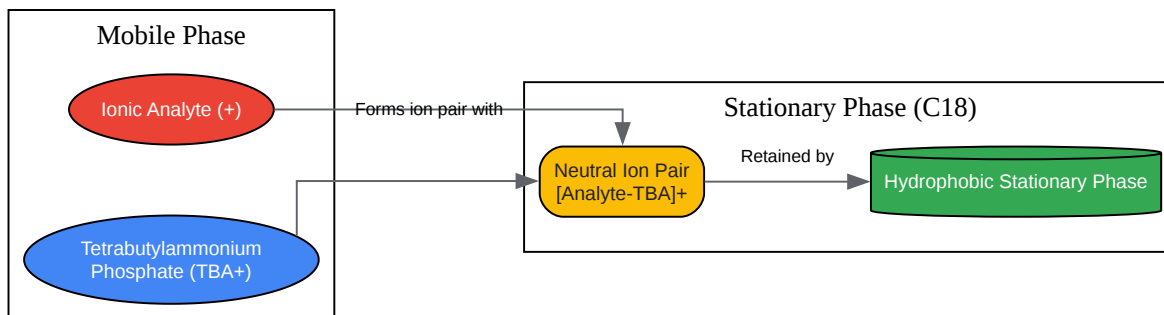 Mobile Phase
Ionic Analyte (+)
Forms ion pair with
Tetrabutylammonium
Phosphate (TBA+)
Stationary Phase (C18)
Neutral Ion Pair
[Analyte-TBA]+
Retained by
Hydrophobic Stationary Phase